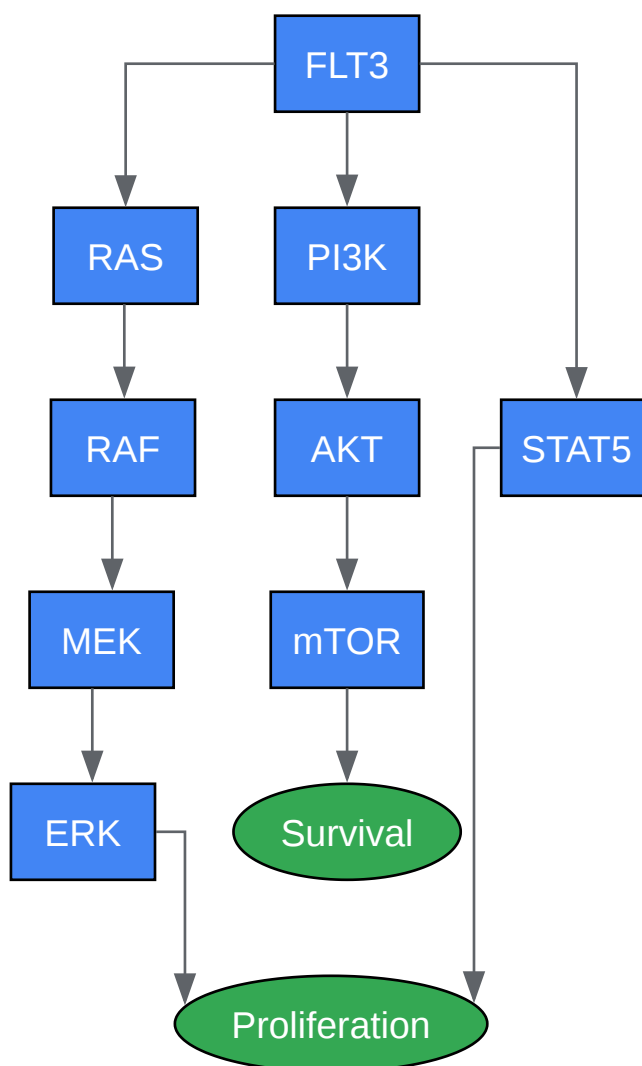 FLT3
RAS
PI3K
RAF
AKT
STAT5
MEK
mTOR
ERK
Survival
Proliferation